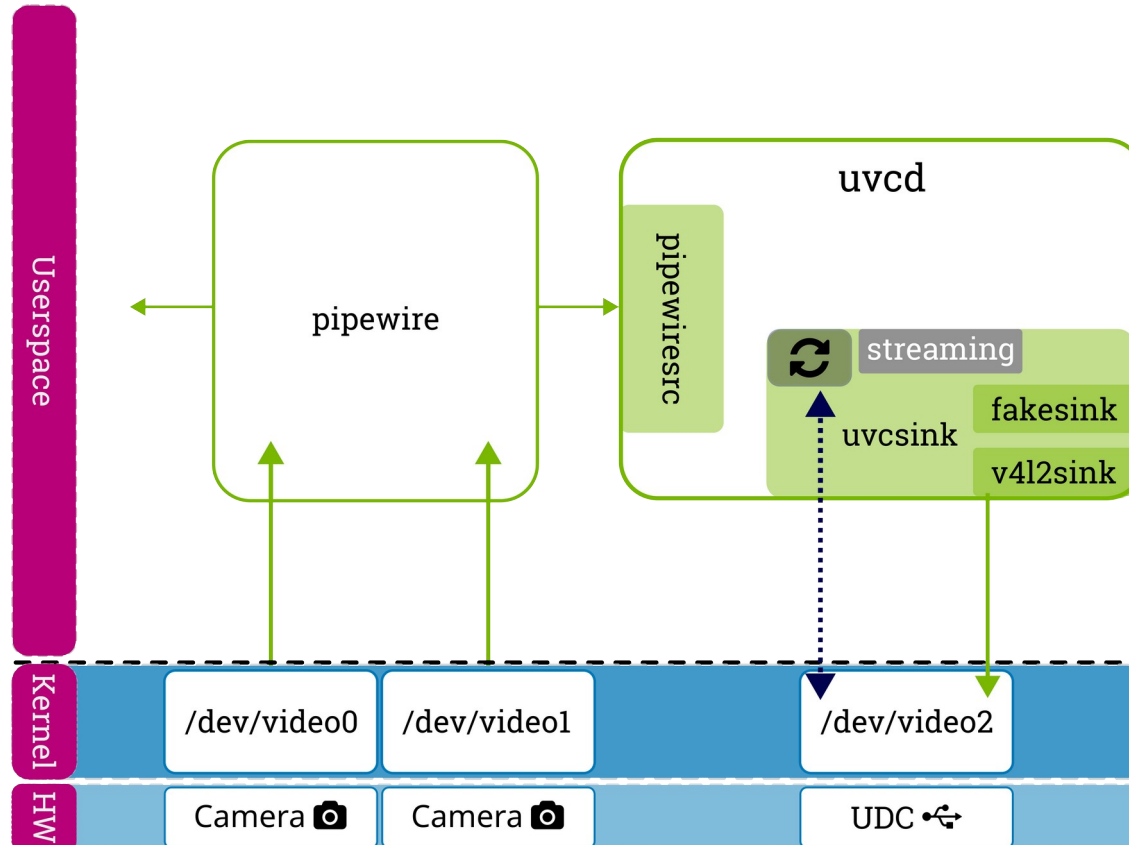 Userspace
pipewire
uvcd
pipewiresrc
streaming
fakesink
uvcsink
v4l2sink
Kernel
/dev/video0
/dev/video1
/dev/video2
HW
Camera
Camera
UDC